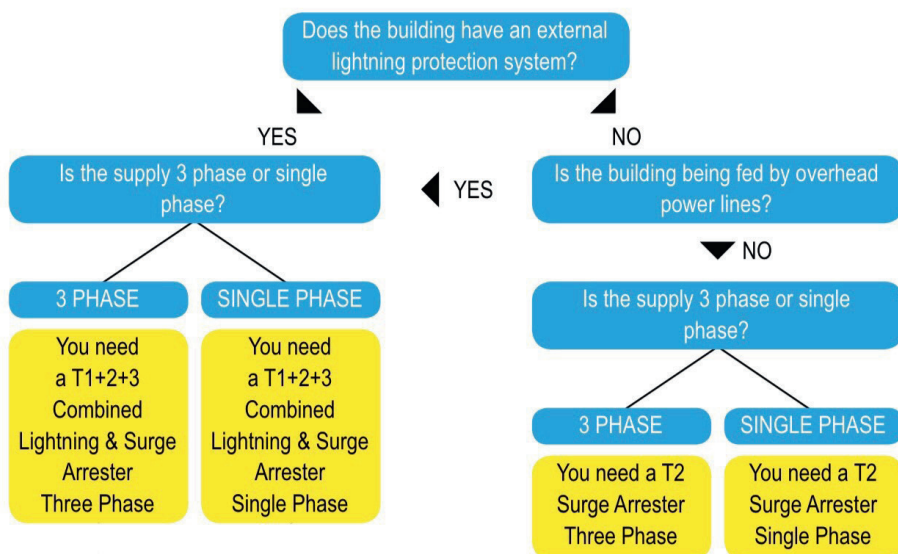 Does the building have an external
lightning protection system?
YES
NO
Is the supply 3 phase or single
phase?
YES
Is the building being fed by overhead
power lines?
NO
3 PHASE
SINGLE PHASE
Is the supply 3 phase or single
phase?
You need
a T1+2+3
Combined
Lightning & Surge
Arrester
Three Phase
You need
a T1+2+3
Combined
Lightning & Surge
Arrester
Single Phase
3 PHASE
SINGLE PHASE
You need a T2
Surge Arrester
Three Phase
You need a T2
Surge Arrester
Single Phase